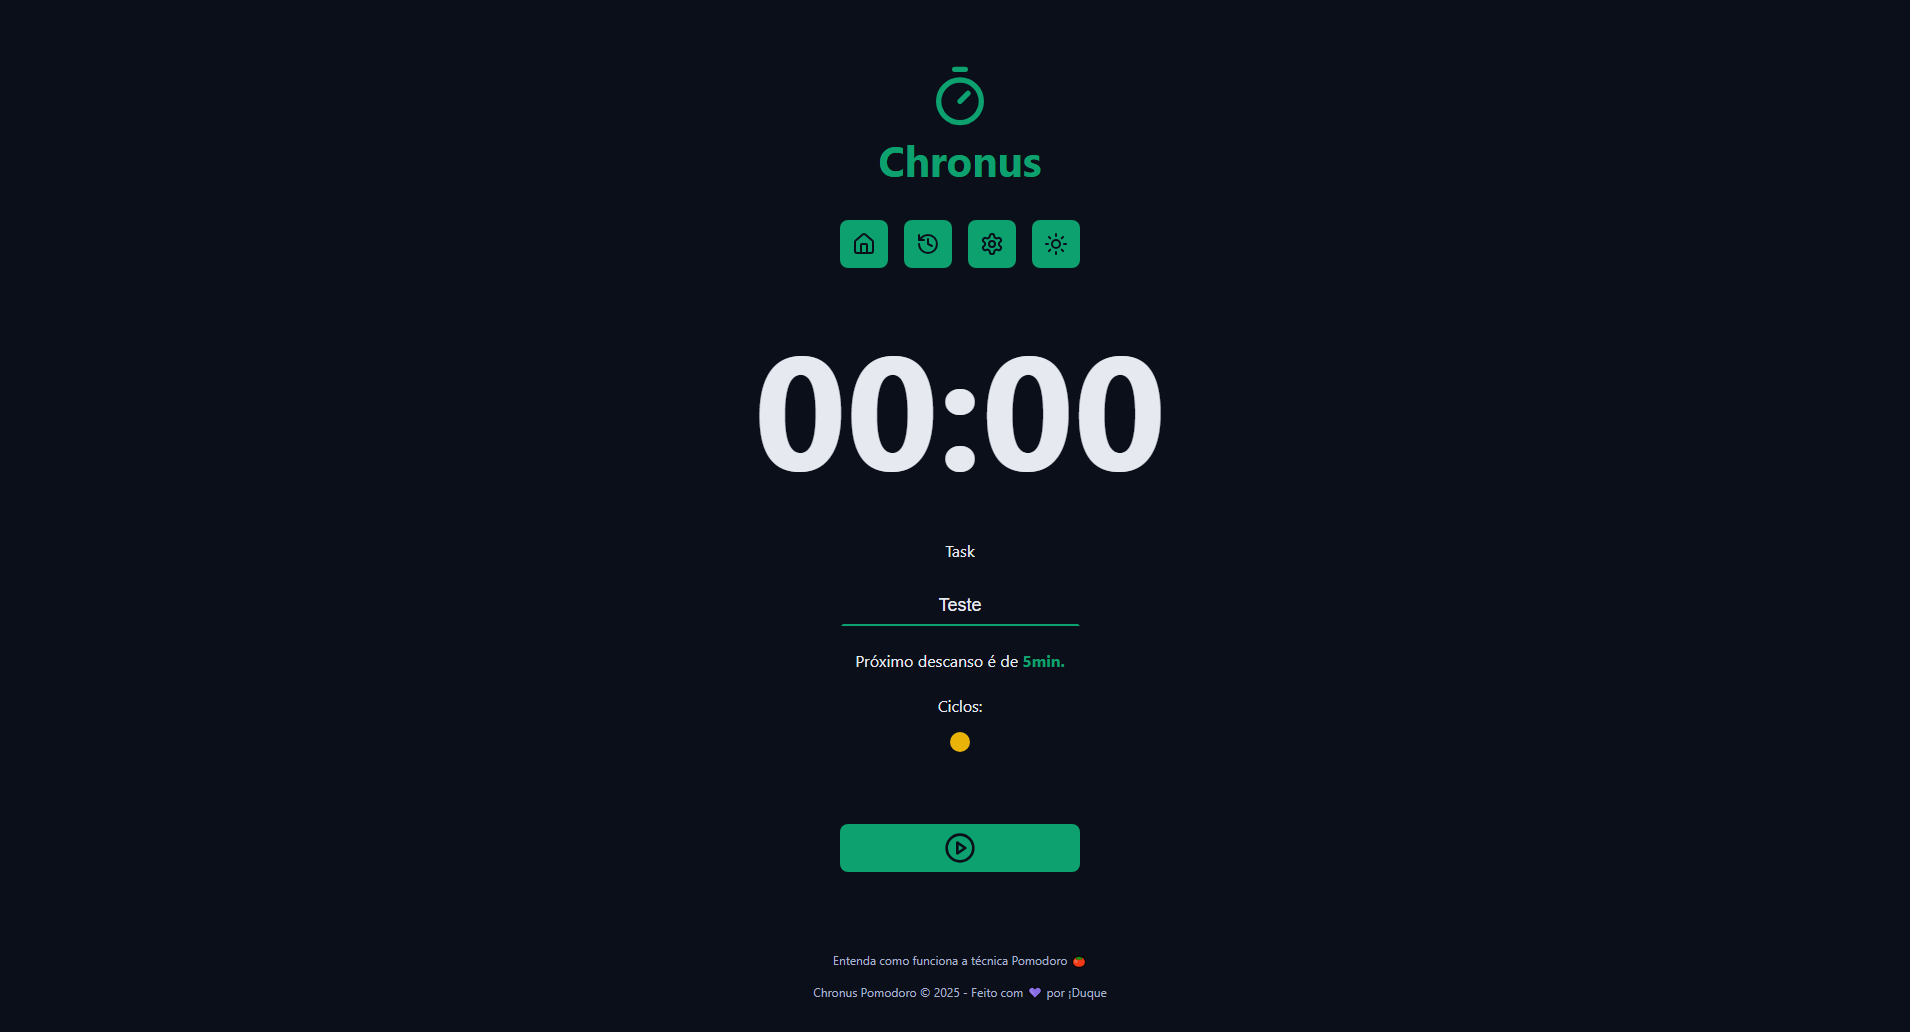 Chronus
00:00
Task
Teste
Próximo descanso é de 5min.
Ciclos:
Entenda como funciona a técnica Pomodoro 🍅
Chronus Pomodoro © 2025 - Feito com 💜 por ¡Duque